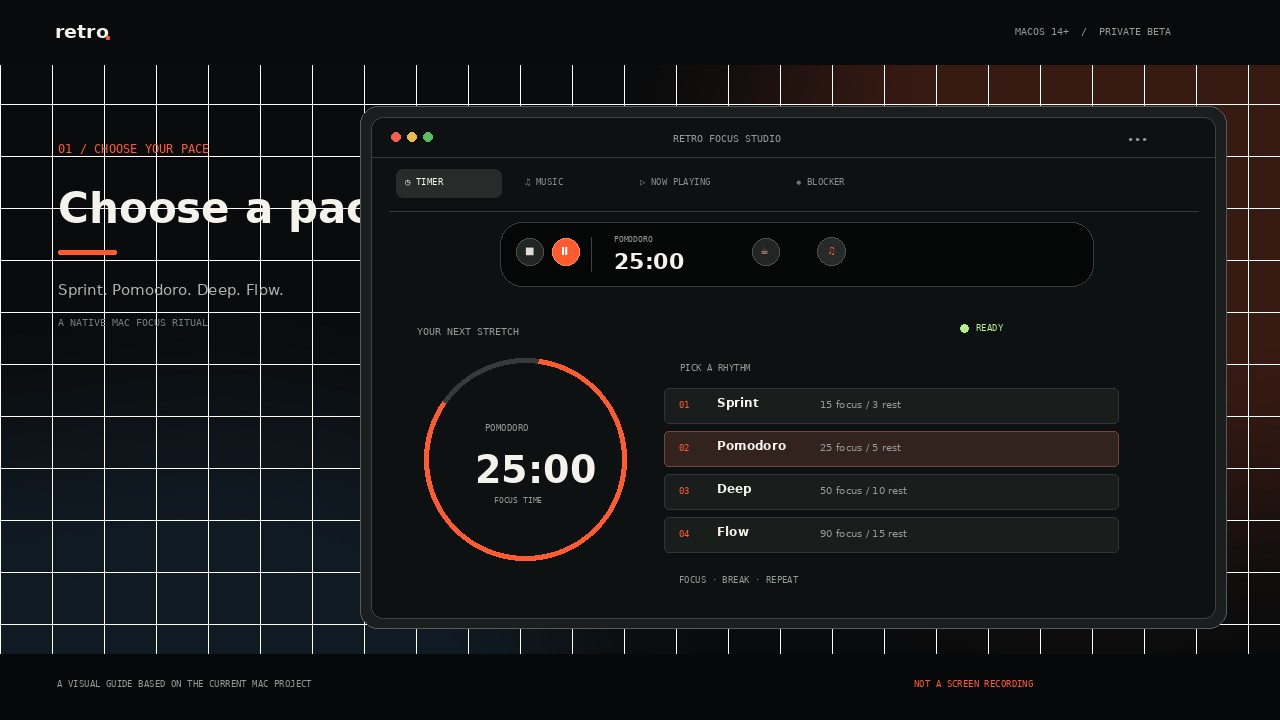 retro.
MACOS 14+ / PRIVATE BETA
01 / CHOOSE YOUR PACE
Choose a pac
Sprint. Pomodoro. Deep. Flow.
A NATIVE MAC FOCUS RITUAL
RETRO FOCUS STUDIO
TIMER
MUSIC
NOW PLAYING
BLOCKER
POMODORO
25:00
YOUR NEXT STRETCH
READY
POMODORO
25:00
FOCUS TIME
PICK A RHYTHM
01 Sprint 15 focus / 3 rest
02 Pomodoro 25 focus / 5 rest
03 Deep 50 focus / 10 rest
04 Flow 90 focus / 15 rest
FOCUS · BREAK · REPEAT
A VISUAL GUIDE BASED ON THE CURRENT MAC PROJECT
NOT A SCREEN RECORDING